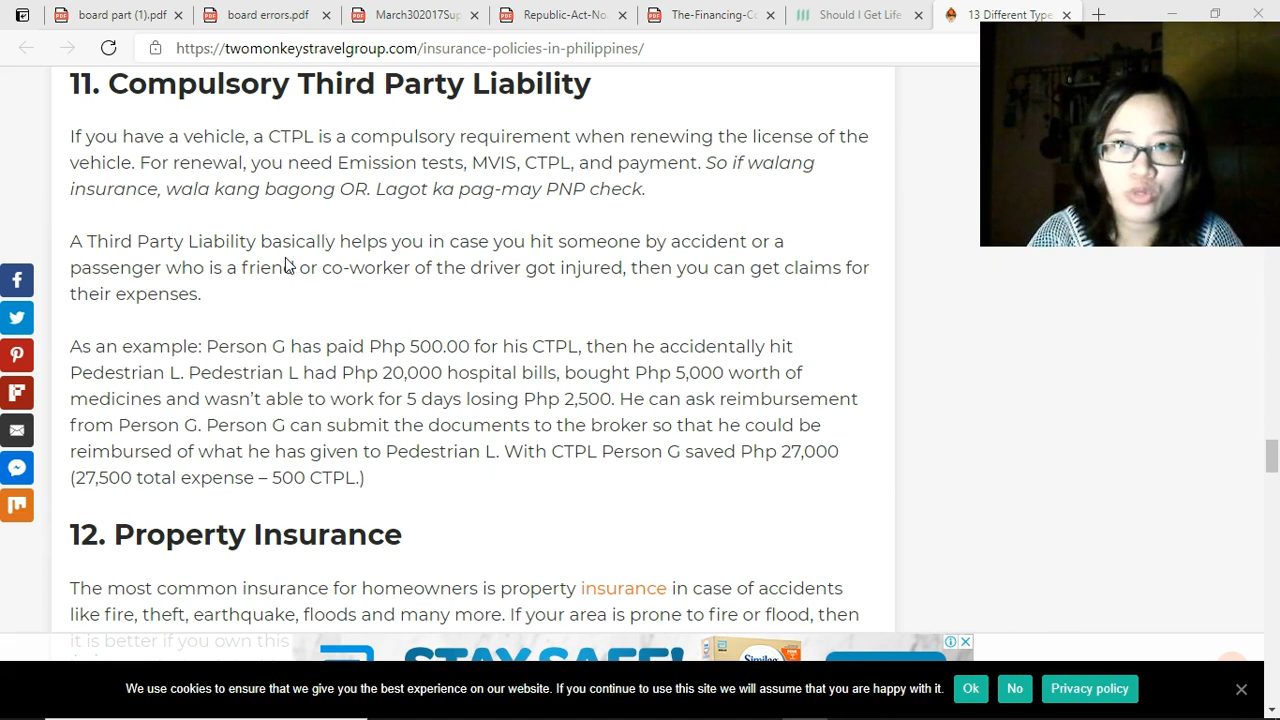 board part (1).pdf
board errors.pdf
March302017Sup
Republic-Act-No
The-Financing-Co
Should I Get Life
13 Different Type
https://twomonkeystravelgroup.com/insurance-policies-in-philippines/
11. Compulsory Third Party Liability
If you have a vehicle, a CTPL is a compulsory requirement when renewing the license of the
vehicle. For renewal, you need Emission tests, MVIS, CTPL, and payment. So if walang
insurance, wala kang bagong OR. Lagot ka pag-may PNP check.
A Third Party Liability basically helps you in case you hit someone by accident or a
passenger who is a friend or co-worker of the driver got injured, then you can get claims for
their expenses.
As an example: Person G has paid Php 500.00 for his CTPL, then he accidentally hit
Pedestrian L. Pedestrian L had Php 20,000 hospital bills, bought Php 5,000 worth of
medicines and wasn't able to work for 5 days losing Php 2,500. He can ask reimbursement
from Person G. Person G can submit the documents to the broker so that he could be
reimbursed of what he has given to Pedestrian L. With CTPL Person G saved Php 27,000
(27,500 total expense – 500 CTPL.)
12. Property Insurance
The most common insurance for homeowners is property insurance in case of accidents
like fire, theft, earthquake, floods and many more. If your area is prone to fire or flood, then
it is better if you own this
STAY SAFE!
Similac
We use cookies to ensure that we give you the best experience on our website. If you continue to use this site we will assume that you are happy with it.
Ok
No
Privacy policy